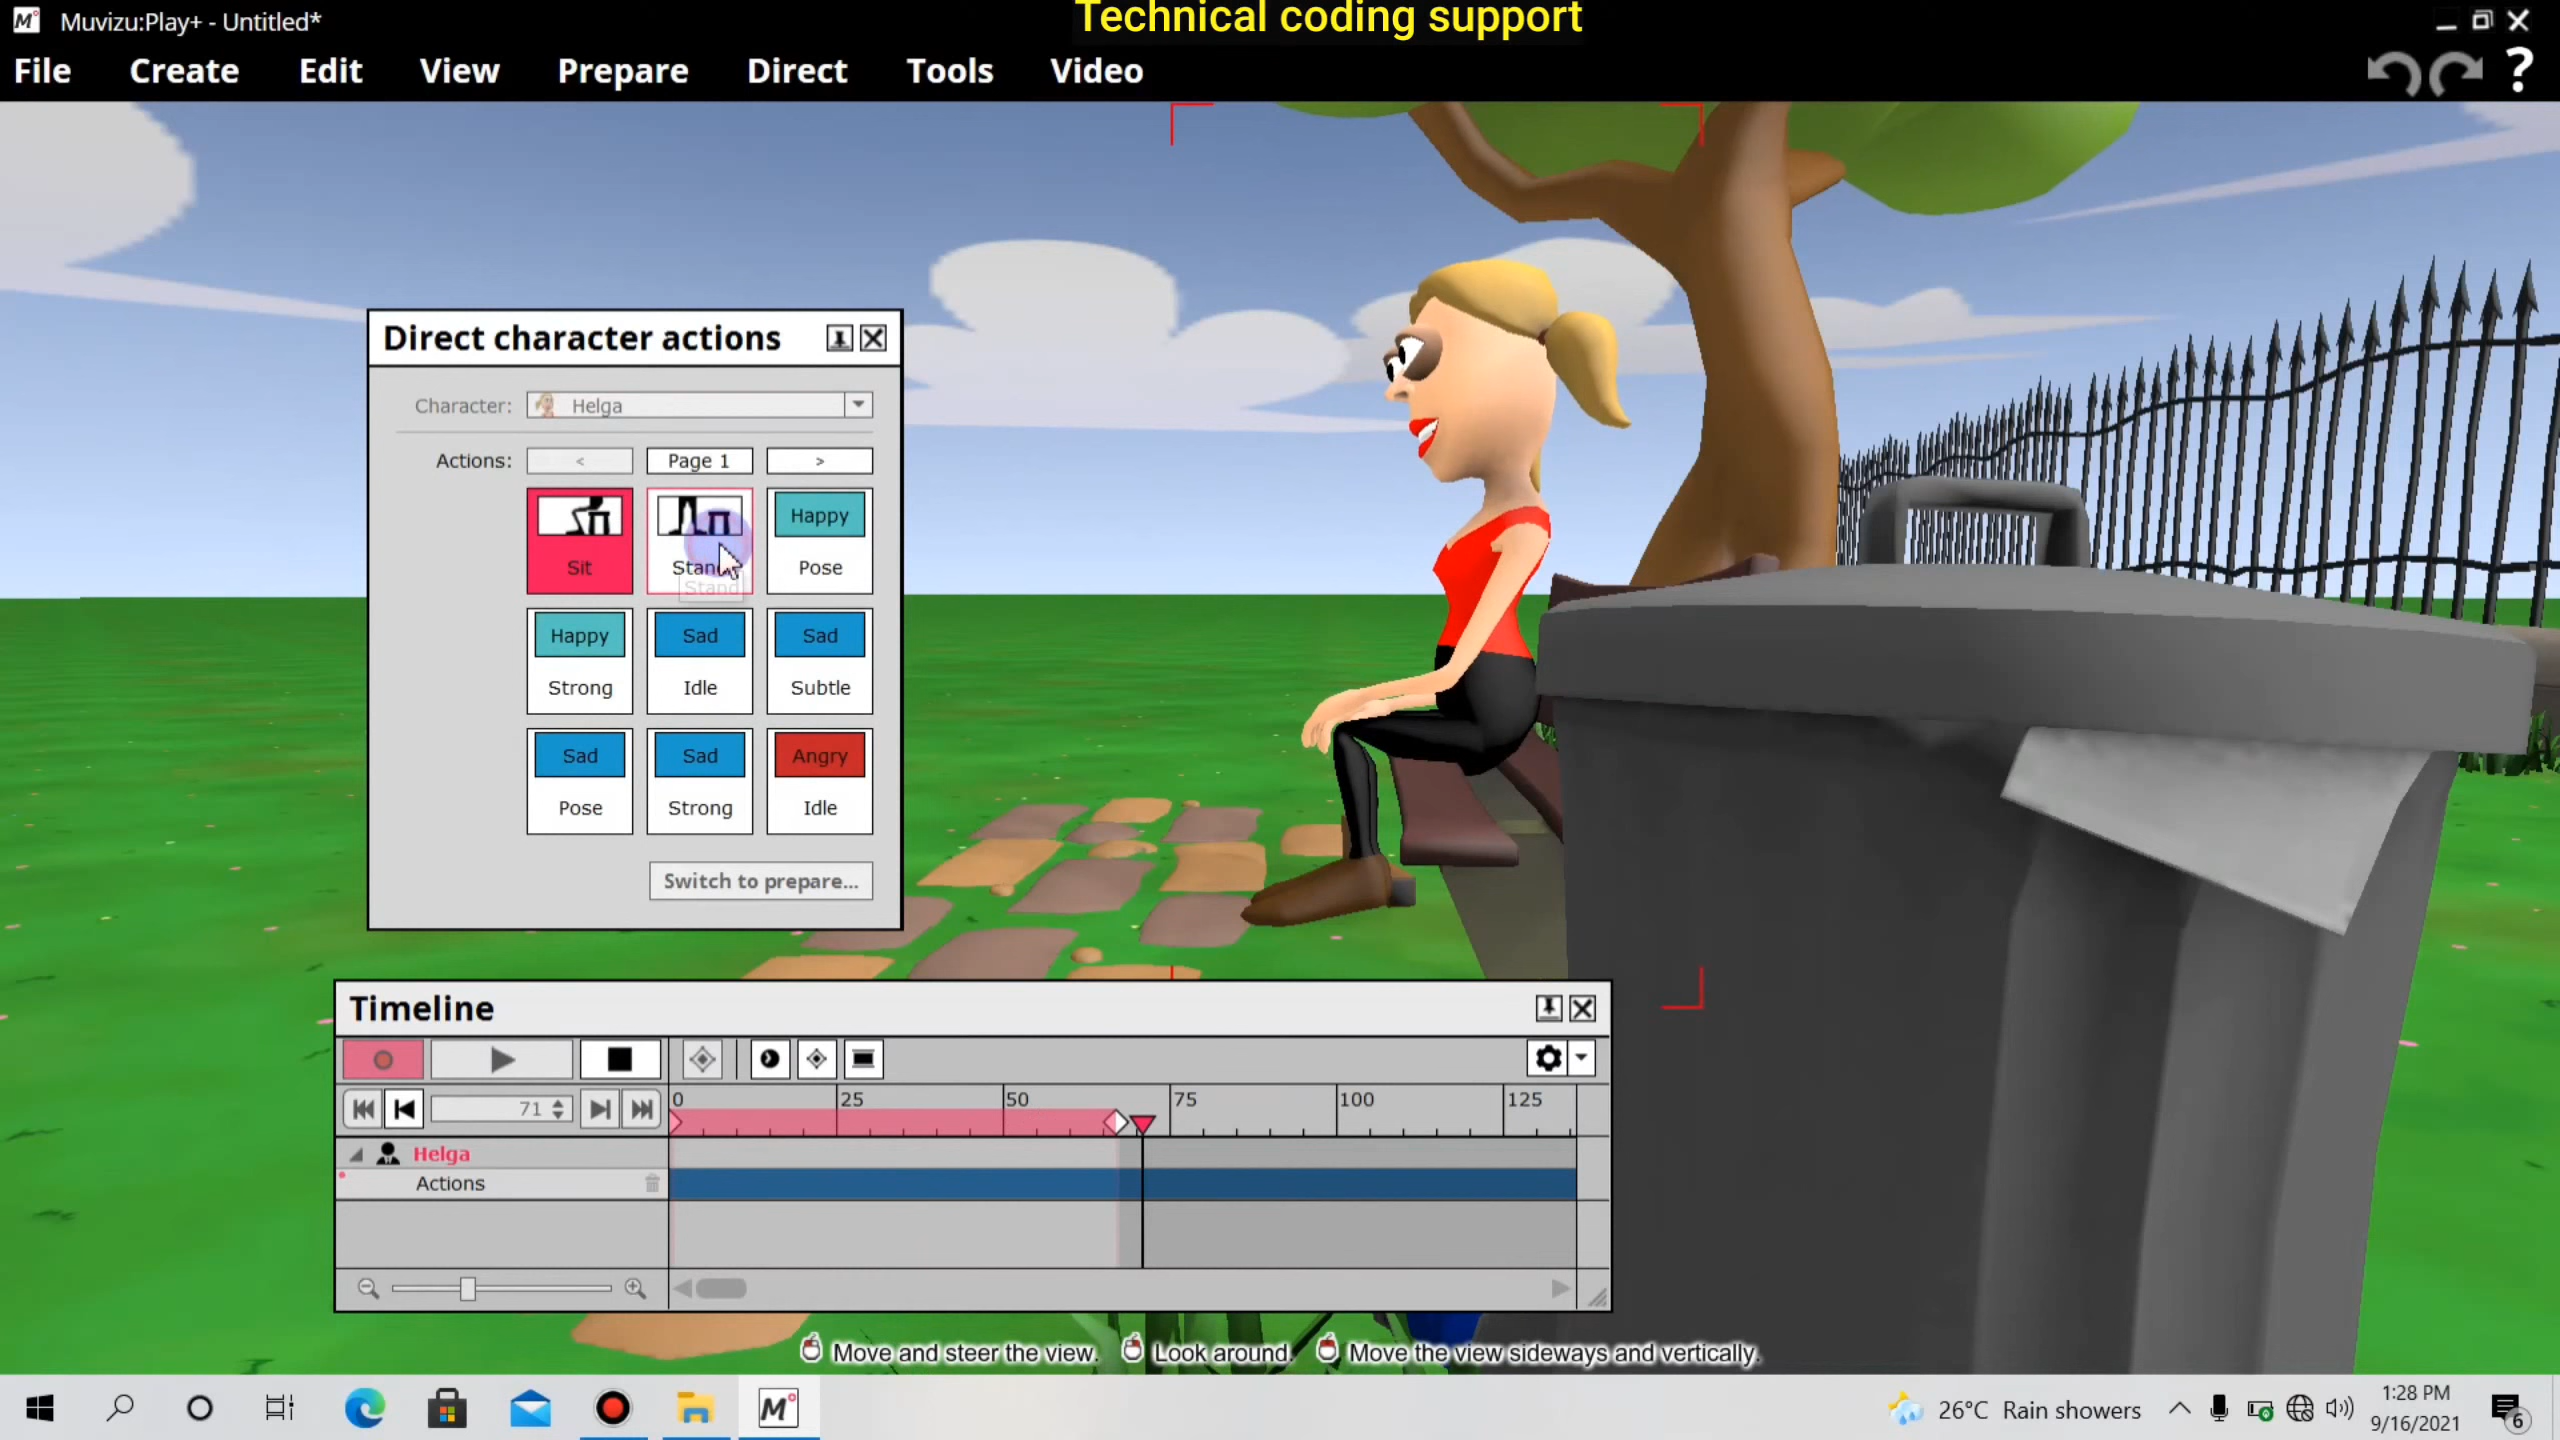 Muvizu:Play+ - Untitled*
Technical coding support
File Create Edit View Prepare Direct Tools Video ?
Direct character actions
Character: Helga
Actions: < Page 1 >
Sit Stand Happy Pose
Stand
Happy Strong Sad Idle Sad Subtle
Sad Pose Sad Strong Angry Idle
Switch to prepare...
Timeline
71 0 25 50 75 100 125
Helga
Actions
Move and steer the view. Look around. Move the view sideways and vertically.
26°C Rain showers
1:28 PM
9/16/2021
6